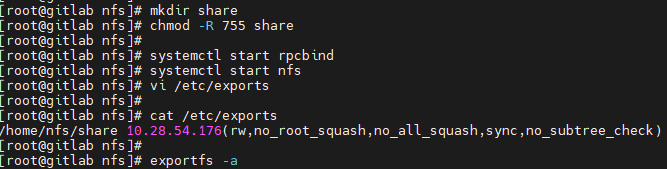 [root@gitlab nfs]# mkdir share
[root@gitlab nfs]# chmod -R 755 share
[root@gitlab nfs]#
[root@gitlab nfs]# systemctl start rpcbind
[root@gitlab nfs]# systemctl start nfs
[root@gitlab nfs]# vi /etc/exports
[root@gitlab nfs]#
[root@gitlab nfs]# cat /etc/exports
/home/nfs/share 10.28.54.176(rw,no_root_squash,no_all_squash,sync,no_subtree_check)
[root@gitlab nfs]#
[root@gitlab nfs]# exportfs -a